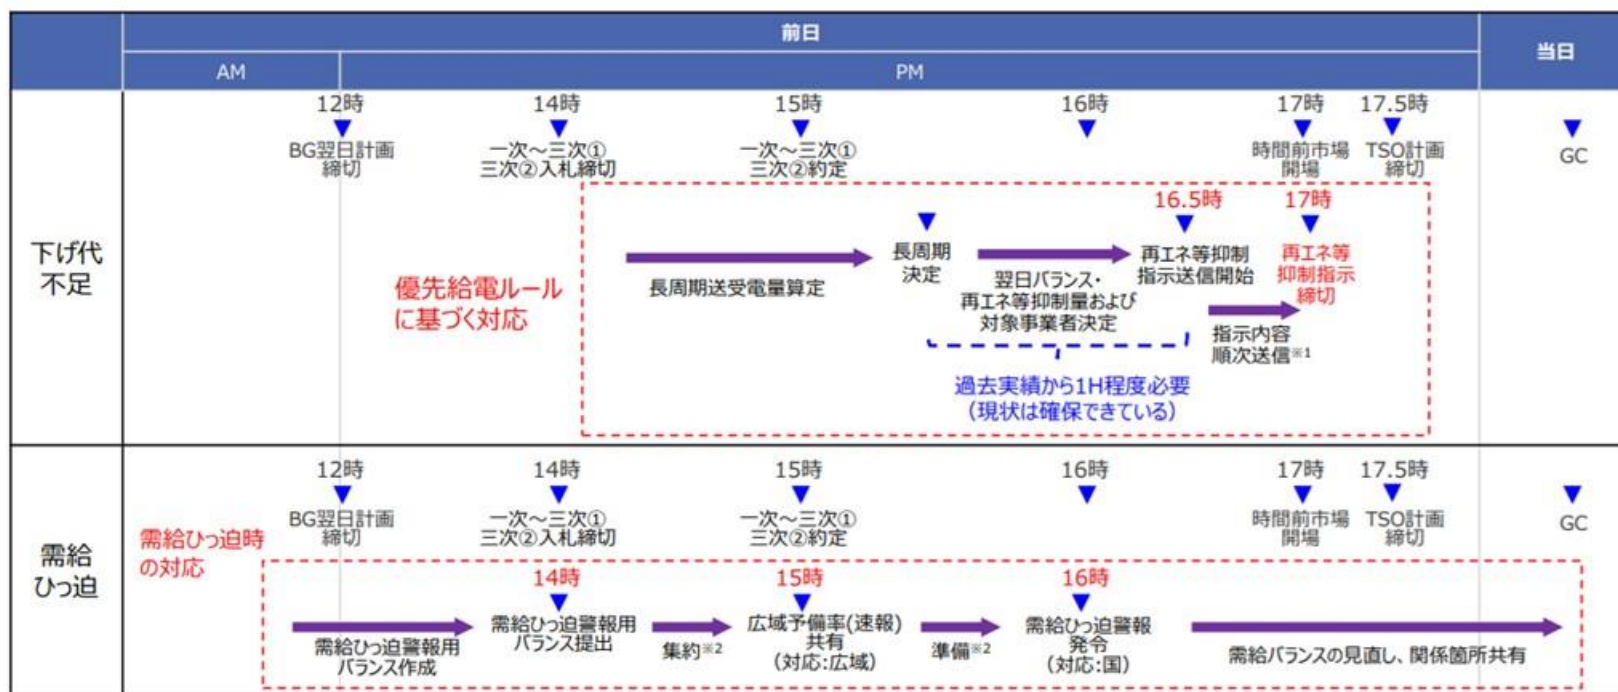 前日
当日
AM
PM
下げ代
不足
12時
BG翌日計画
締切
14時
一次～三次①
三次②入札締切
15時
一次～三次①
三次②約定
16時
17時
時間前市場
開場
17.5時
TSO計画
締切
GC
優先給電ルール
に基づく対応
長周期送受電量算定
長周期
決定
翌日バランス・
再エネ等抑制量および
対象事業者決定
16.5時
再エネ等抑制
指示送信開始
17時
再エネ等
抑制指示
締切
指示内容
順次送信※1
過去実績から1H程度必要
（現状は確保できている）
需給
ひっ迫
12時
BG翌日計画
締切
14時
一次～三次①
三次②入札締切
15時
一次～三次①
三次②約定
16時
17時
時間前市場
開場
17.5時
TSO計画
締切
GC
需給ひっ迫時
の対応
需給ひっ迫警報用
バランス作成
14時
需給ひっ迫警報用
バランス提出
集約※2
15時
広域予備率(速報)
共有
（対応:広域）
準備※2
16時
需給ひっ迫警報
発令
（対応:国）
需給バランスの見直し、関係箇所共有